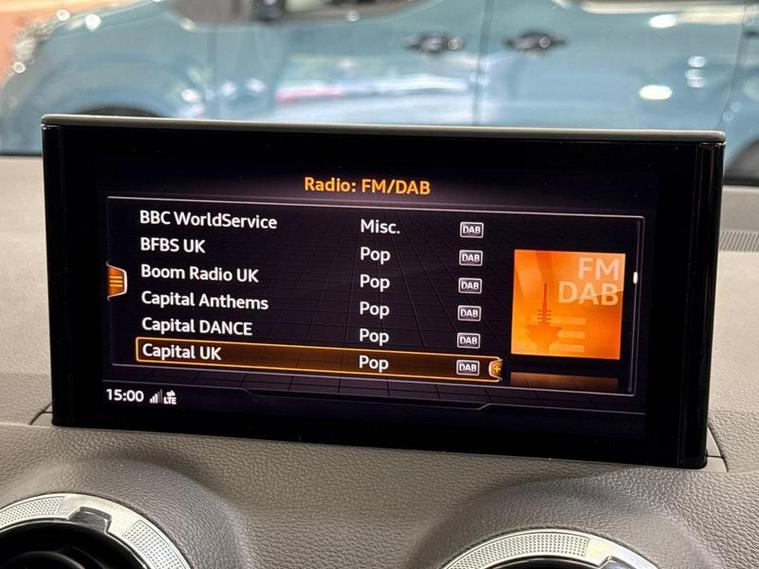 Radio: FM/DAB
BBC WorldService Misc. DAB
BFBS UK Pop DAB
Boom Radio UK Pop DAB
Capital Anthems Pop DAB
Capital DANCE Pop DAB
Capital UK Pop DAB
FM
DAB
15:00 LTE